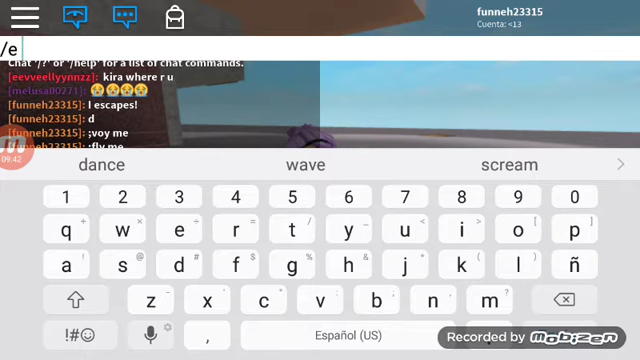 funneh23315
Cuenta: <13
/e
Chat '/?' or '/help' for a list of chat commands.
[eevveellyynnzz]: kira where r u
[melusa00271]: 😭😭😭😭
[funneh23315]: I escapes!
[funneh23315]: d
[funneh23315]: ;voy me
[funneh23315]: ;fly me
09:42
dance wave scream
1 2 3 4 5 6 7 8 9 0
q w e r t y u i o p
a s d f g h j k l ñ
z x c v b n m
!#☺ , Español (US)
Recorded by mobizen